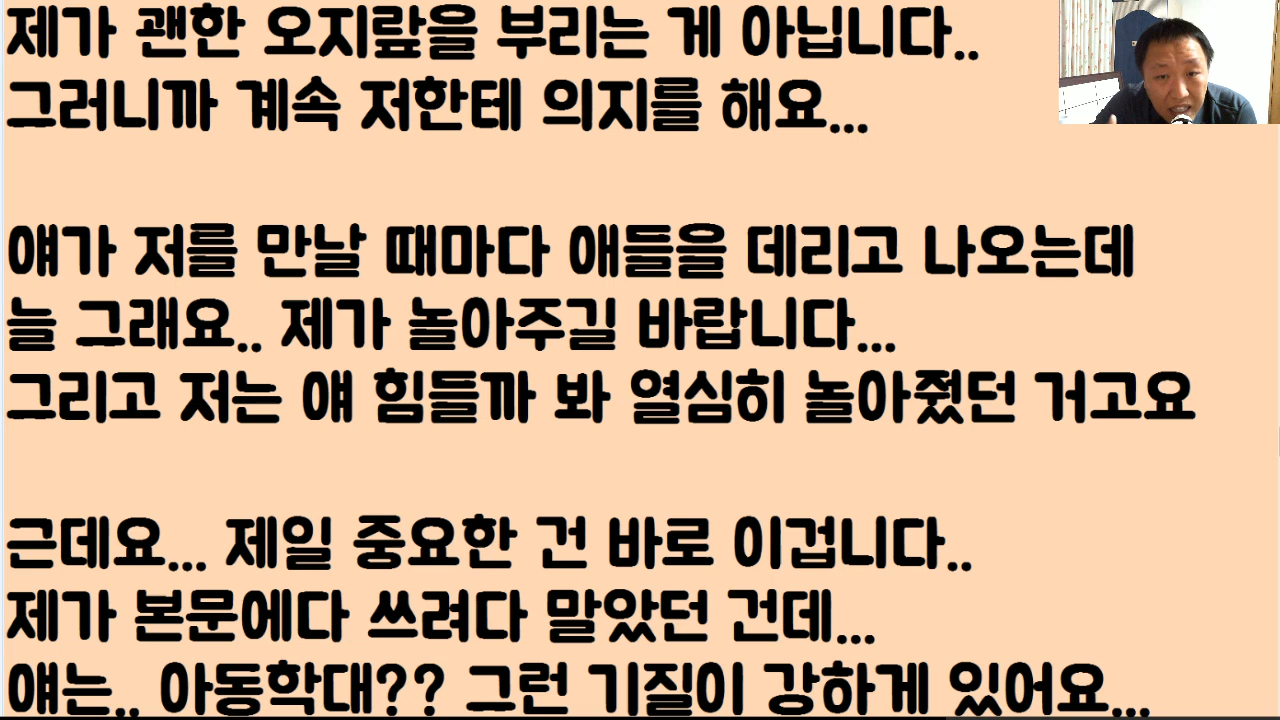 제가 괜한 오지랖을 부리는 게 아닙니다..
그러니까 계속 저한테 의지를 해요...
얘가 저를 만날 때마다 애들을 데리고 나오는데
늘 그래요.. 제가 놀아주길 바랍니다...
그리고 저는 얘 힘들까 봐 열심히 놀아줬던 거고요
근데요... 제일 중요한 건 바로 이겁니다..
제가 본문에다 쓰려다 말았던 건데...
얘는.. 아동학대?? 그런 기질이 강하게 있어요...